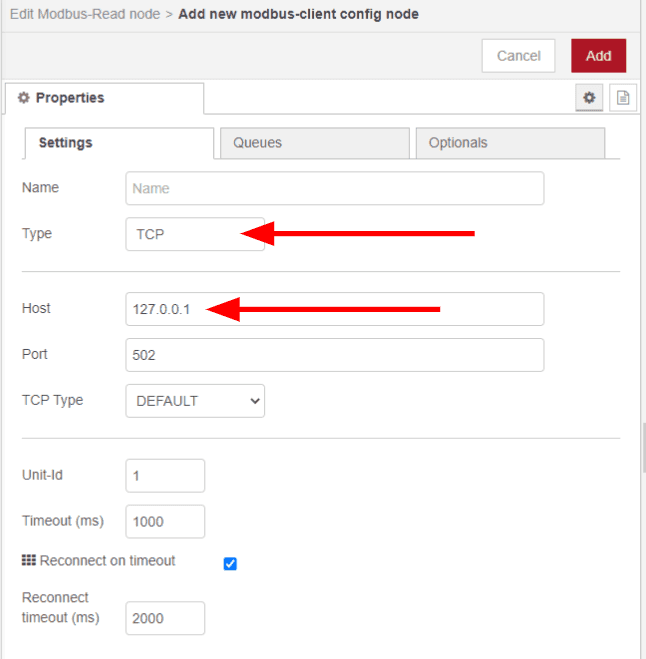 Edit Modbus-Read node > Add new modbus-client config node
Cancel Add
Properties
Settings Queues Optionals
Name Name
Type TCP
Host 127.0.0.1
Port 502
TCP Type DEFAULT
Unit-Id 1
Timeout (ms) 1000
Reconnect on timeout
Reconnect
timeout (ms) 2000